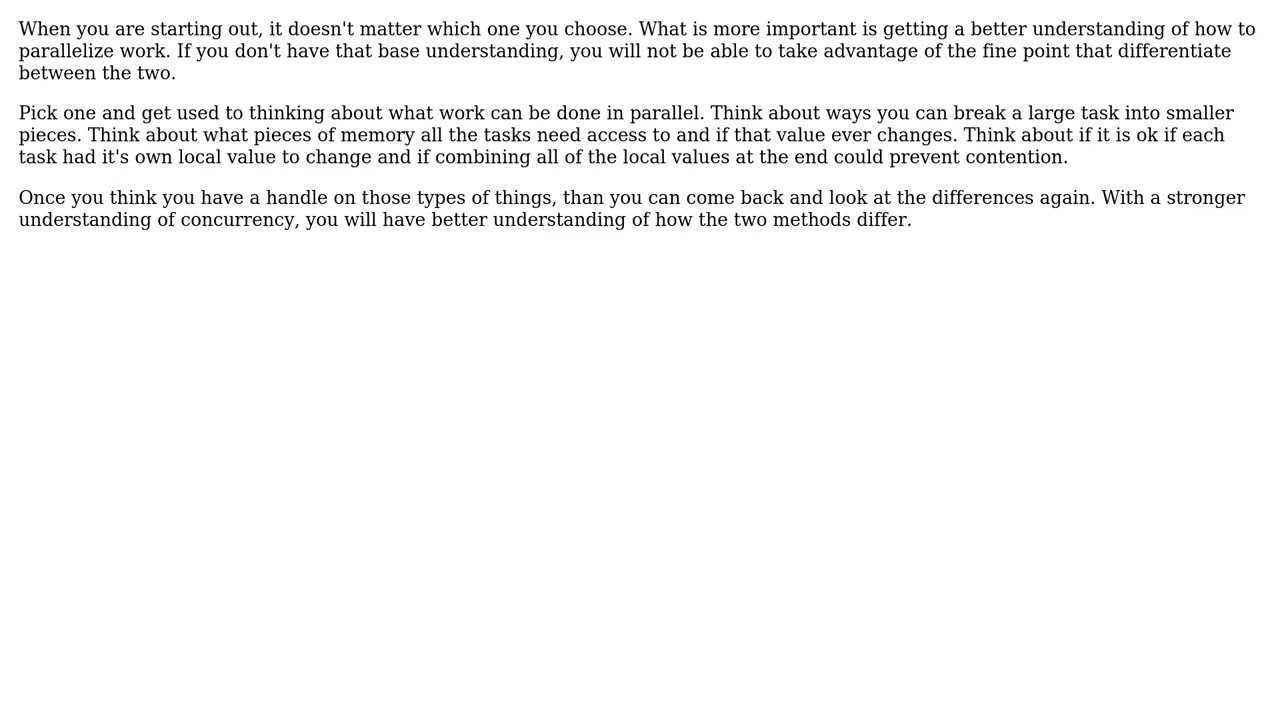 When you are starting out, it doesn't matter which one you choose. What is more important is getting a better understanding of how to
parallelize work. If you don't have that base understanding, you will not be able to take advantage of the fine point that differentiate
between the two.
Pick one and get used to thinking about what work can be done in parallel. Think about ways you can break a large task into smaller
pieces. Think about what pieces of memory all the tasks need access to and if that value ever changes. Think about if it is ok if each
task had it's own local value to change and if combining all of the local values at the end could prevent contention.
Once you think you have a handle on those types of things, than you can come back and look at the differences again. With a stronger
understanding of concurrency, you will have better understanding of how the two methods differ.